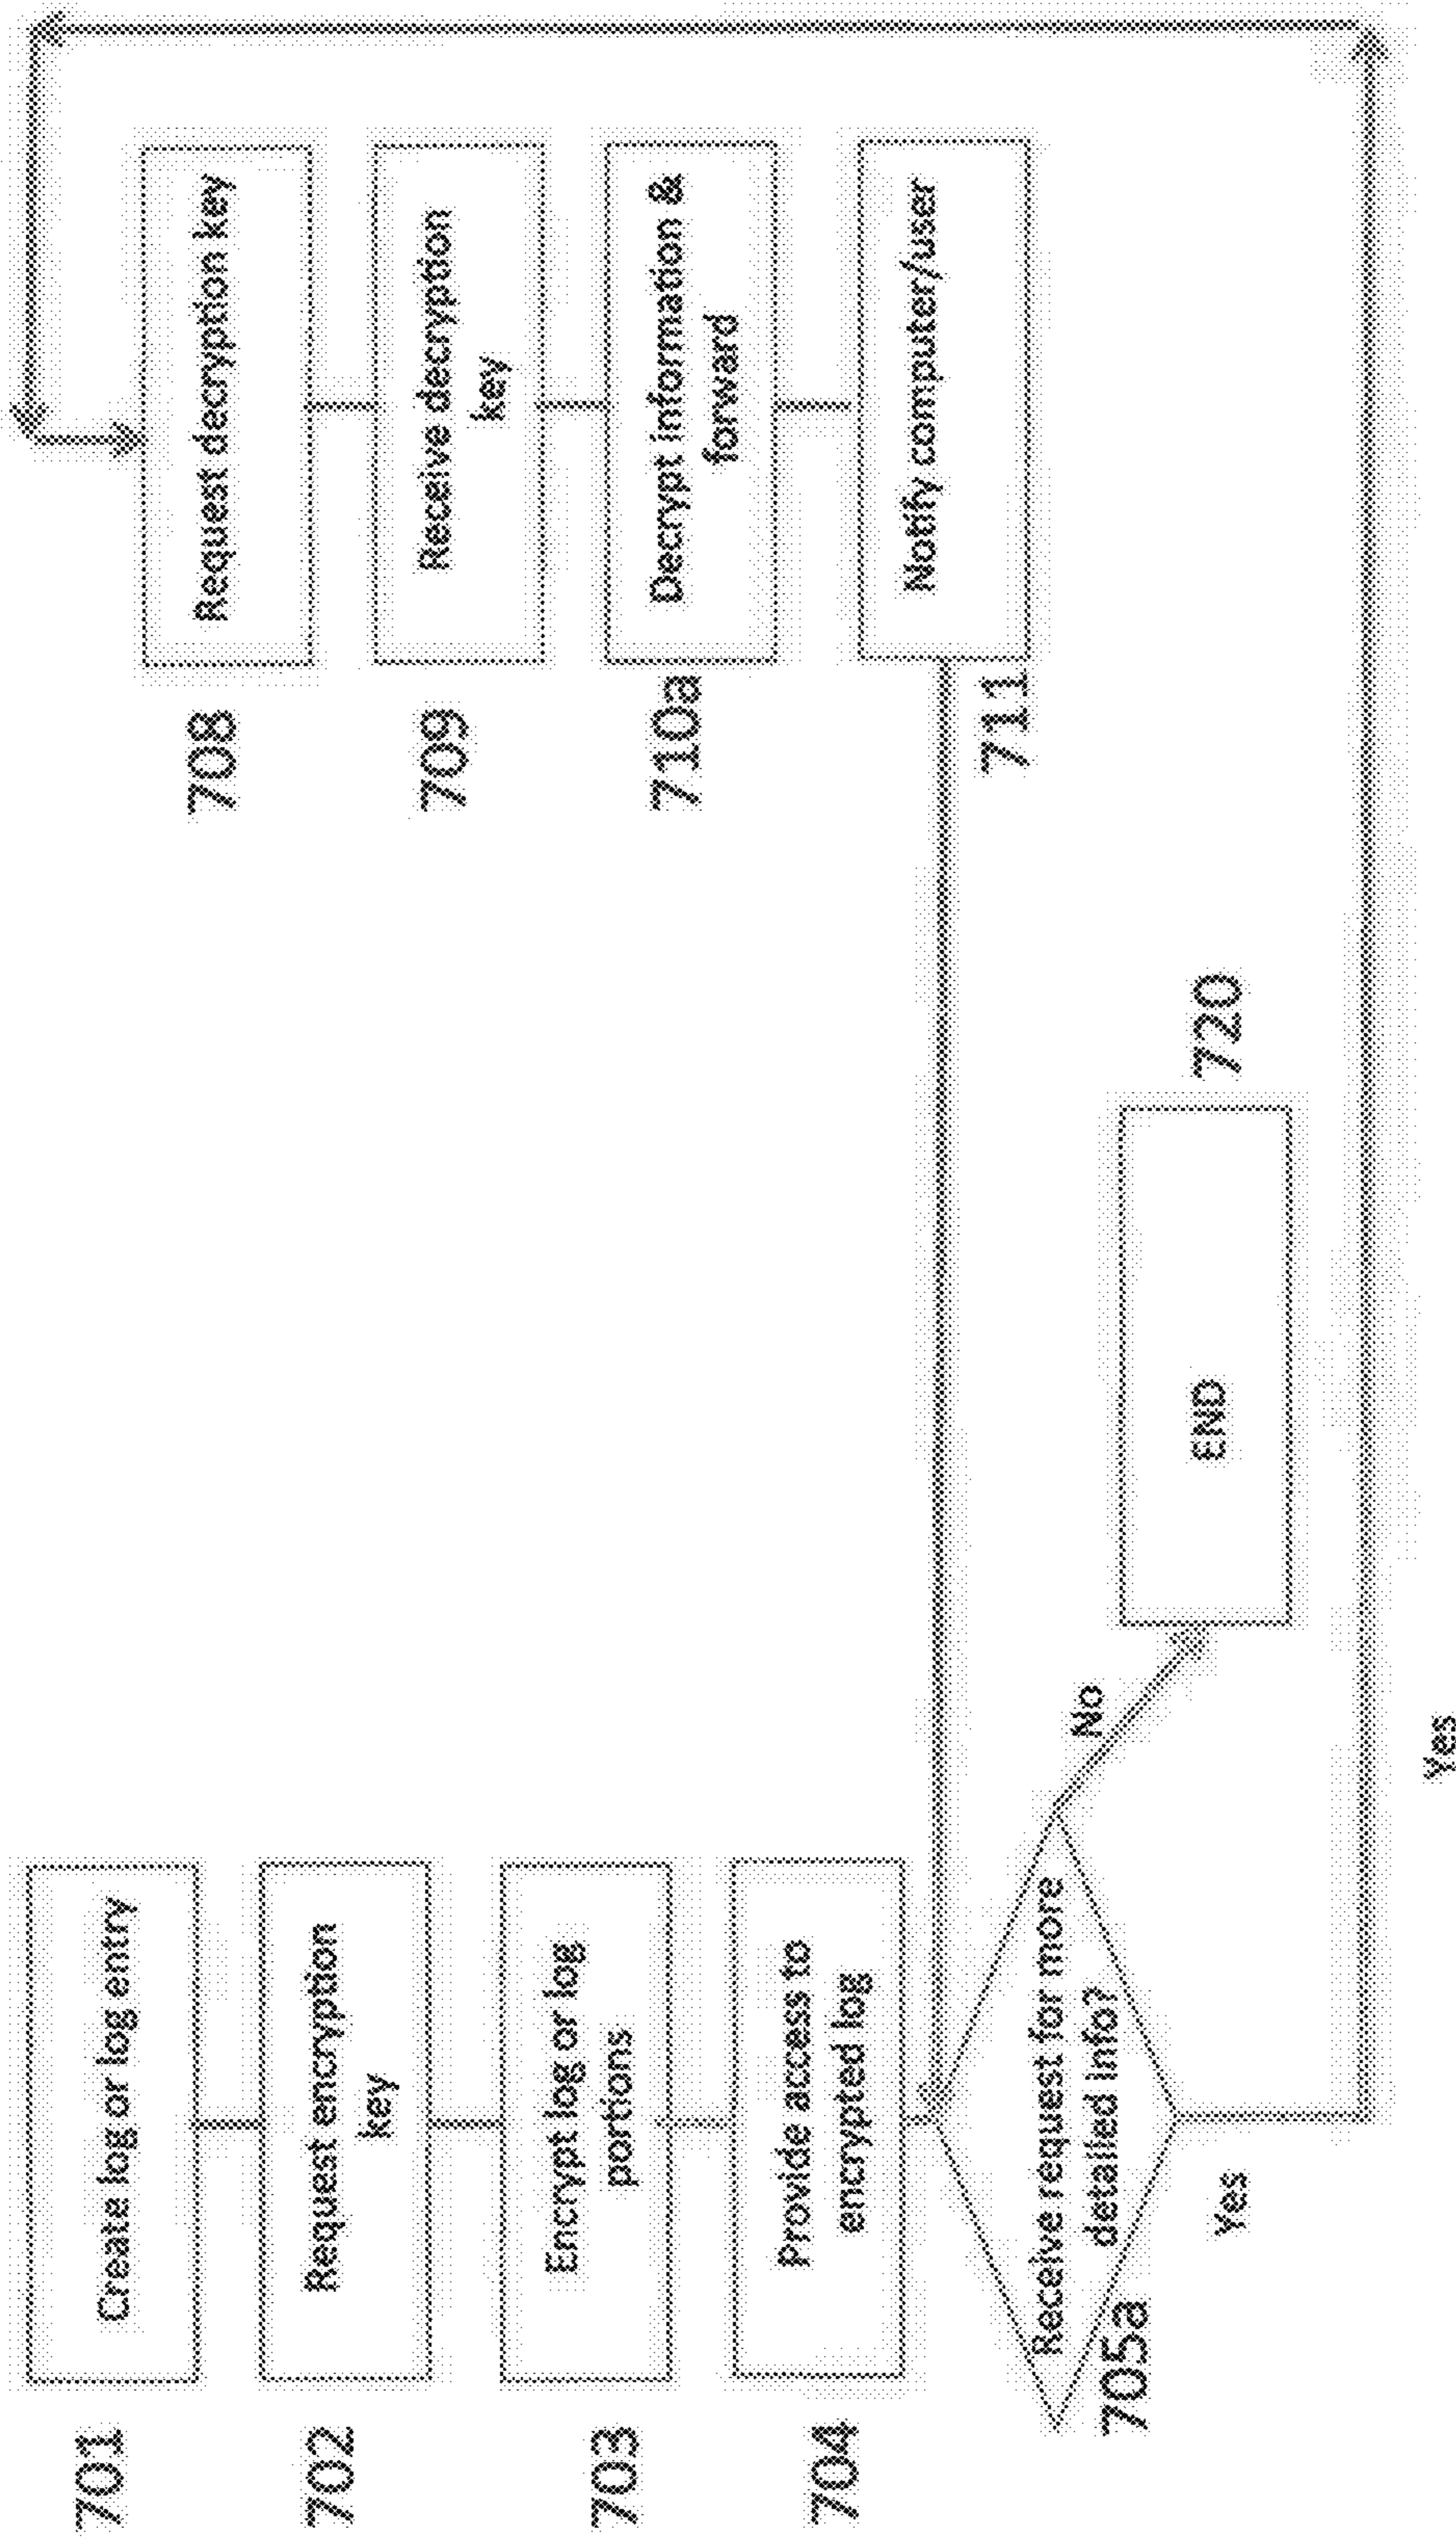 701
Create log or log entry
702
Request encryption
key
703
Encrypt log or log
portions
704
Provide access to
encrypted log
705a
Receive request for more
detailed info?
Yes
No
END
720
Yes
708
Request decryption key
709
Receive decryption
key
710a
Decrypt information &
forward
711
Notify computer/user